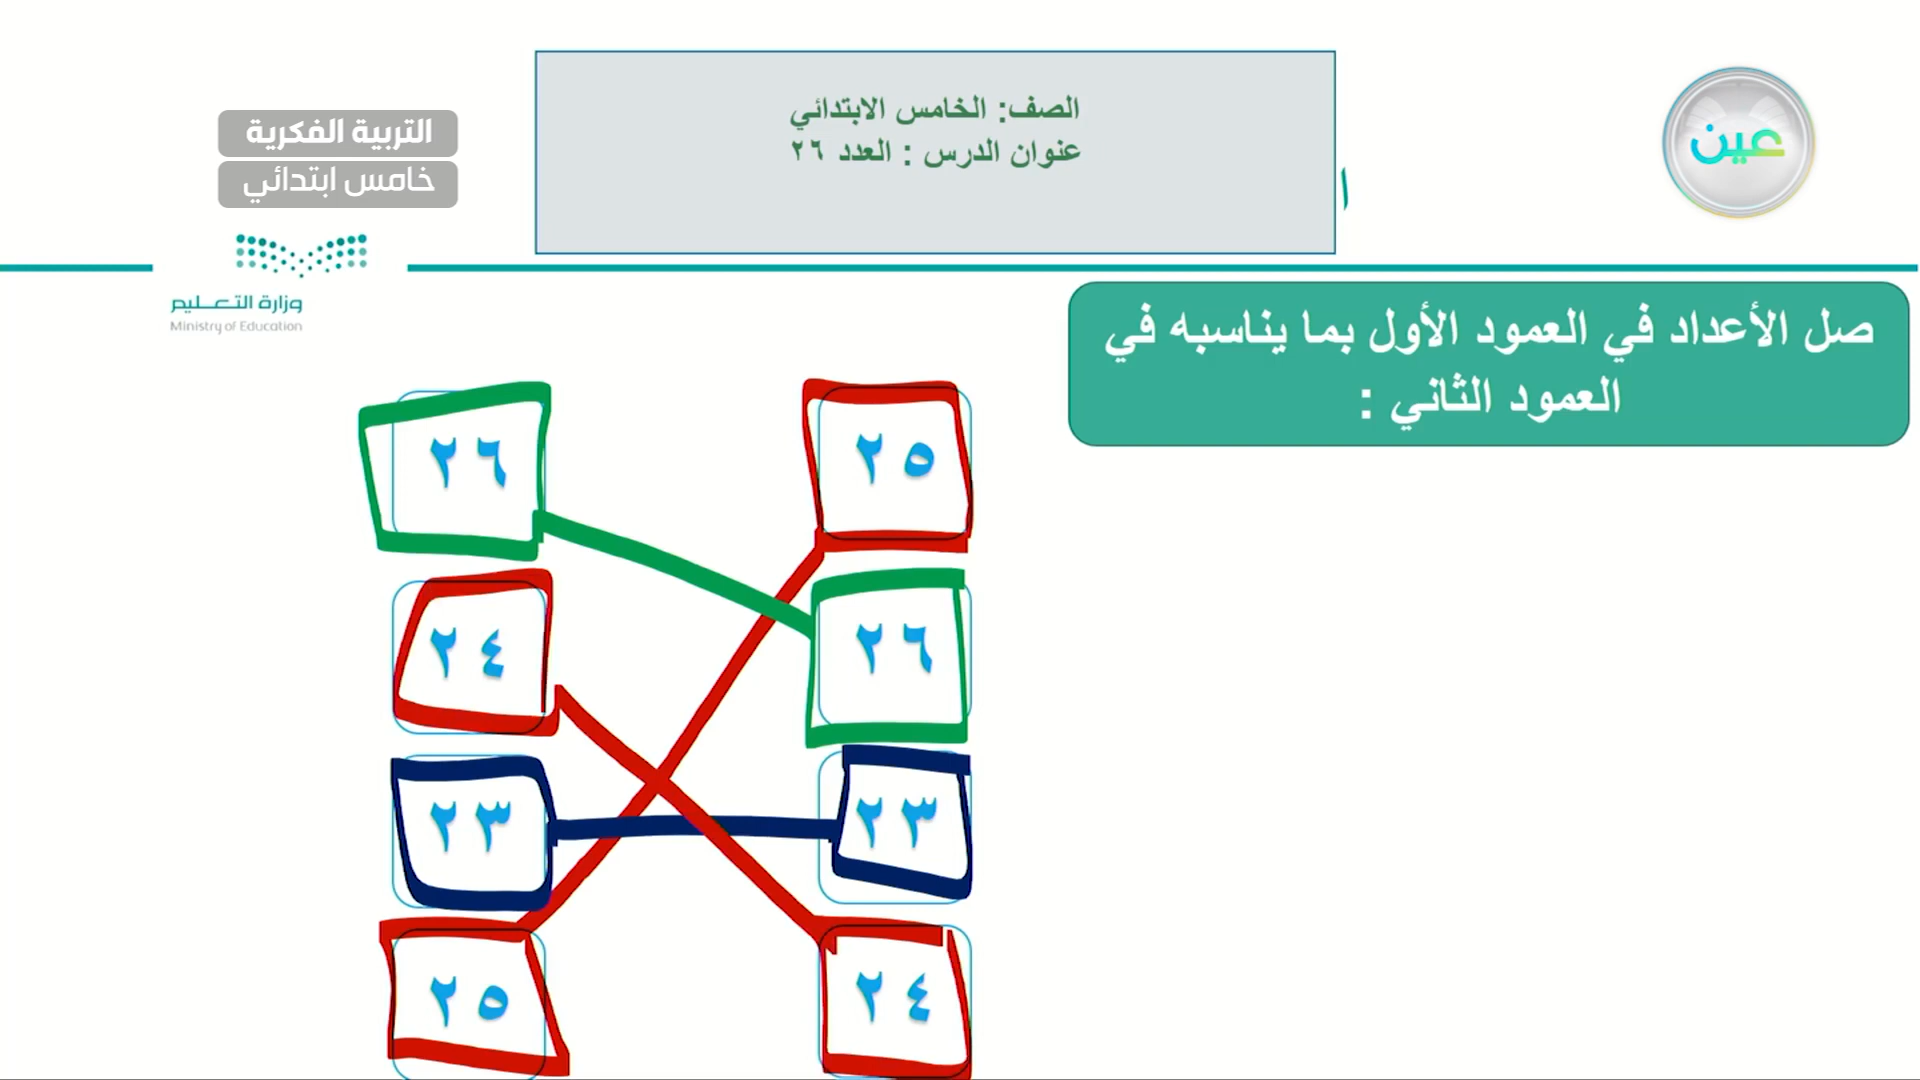 الصف: الخامس الابتدائي
عنوان الدرس : العدد ٢٦
عين
التربية الفكرية
خامس ابتدائي
وزارة التعليم
Ministry of Education
صل الأعداد في العمود الأول بما يناسبه في
العمود الثاني :
٢٥
٢٦
٢٦
٢٤
٢٣
٢٣
٢٤
٢٥